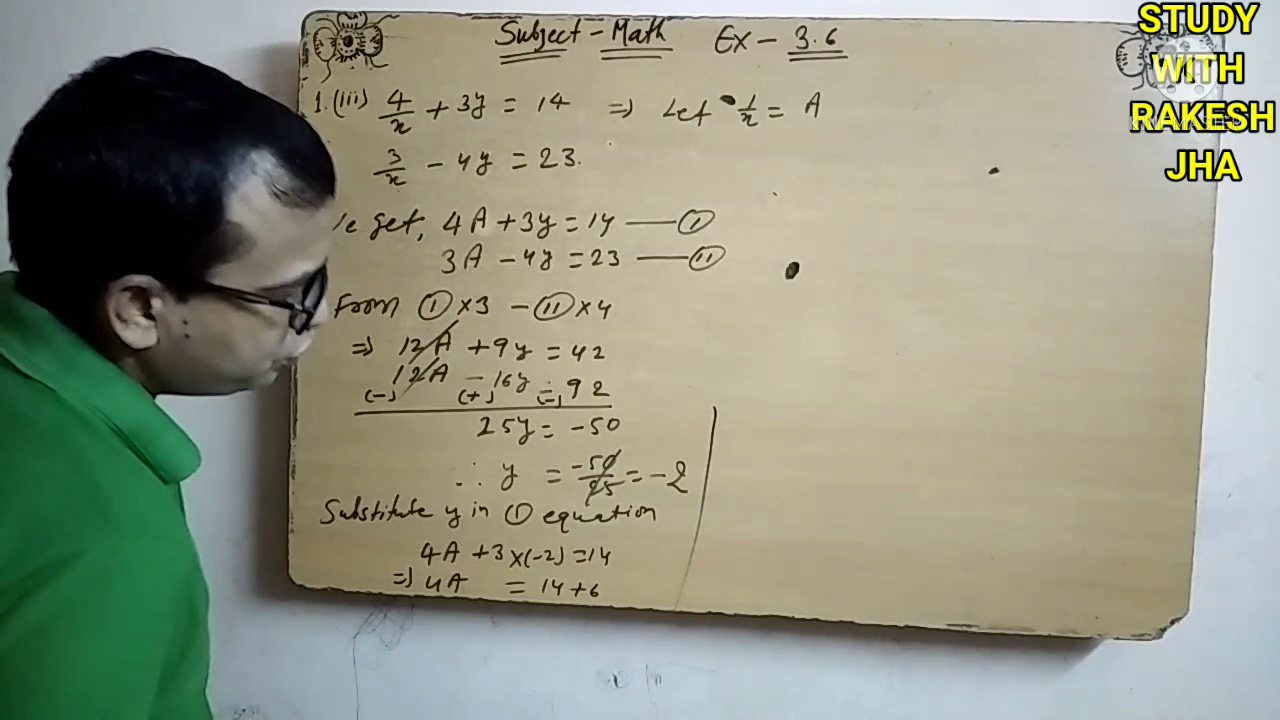 Subject - Math Ex - 3.6
STUDY WITH RAKESH JHA
1.(iii) 4/x + 3y = 14 => Let 1/x = A
3/x - 4y = 23.
get, 4A + 3y = 14 — (I)
3A - 4y = 23 — (II)
From (I) x 3 - (II) x 4
=> 12A + 9y = 42
12A - 16y = 92
(-) (+) (-)
25y = -50
∴ y = -50/25 = -2
Substitute y in (I) equation
4A + 3 x (-2) = 14
=> 4A = 14 + 6